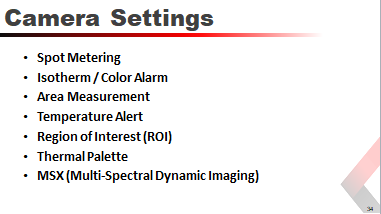 Camera Settings
• Spot Metering
• Isotherm / Color Alarm
• Area Measurement
• Temperature Alert
• Region of Interest (ROI)
• Thermal Palette
• MSX (Multi-Spectral Dynamic Imaging)
34